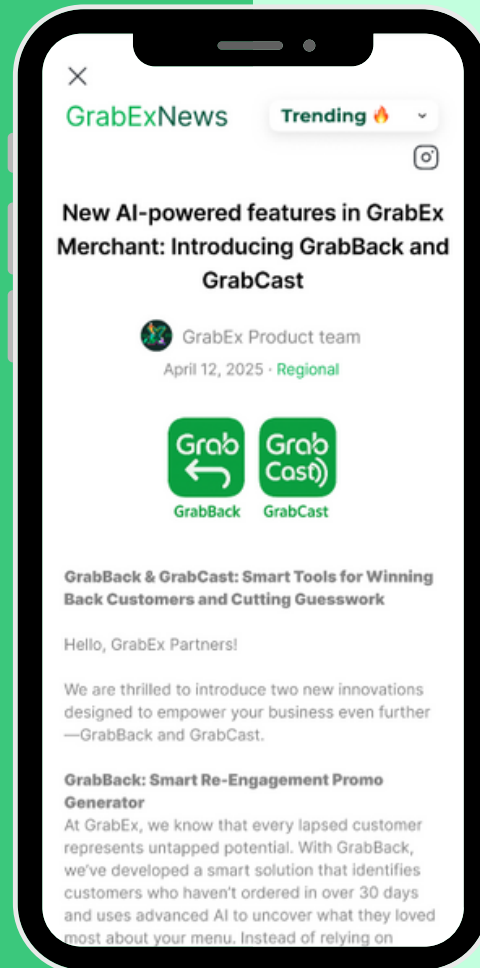 GrabExNews
Trending 🔥
New AI-powered features in GrabEx
Merchant: Introducing GrabBack and
GrabCast
GrabEx Product team
April 12, 2025 · Regional
Grab
Grab
Cast
GrabBack
GrabCast
GrabBack & GrabCast: Smart Tools for Winning
Back Customers and Cutting Guesswork
Hello, GrabEx Partners!
We are thrilled to introduce two new innovations
designed to empower your business even further
—GrabBack and GrabCast.
GrabBack: Smart Re-Engagement Promo
Generator
At GrabEx, we know that every lapsed customer
represents untapped potential. With GrabBack,
we’ve developed a smart solution that identifies
customers who haven’t ordered in over 30 days
and uses advanced AI to uncover what they loved
most about your menu. Instead of relying on